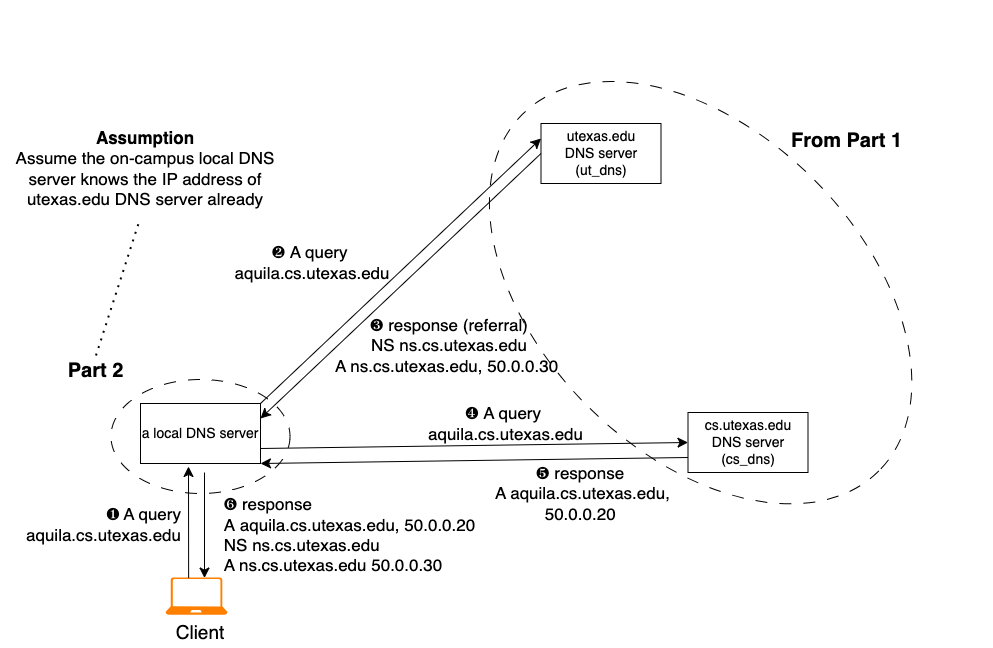 utexas.edu
DNS server
(ut_dns)
From Part 1
Assumption
Assume the on-campus local DNS
server knows the IP address of
utexas.edu DNS server already
❷ A query
aquila.cs.utexas.edu
❸ response (referral)
NS ns.cs.utexas.edu
A ns.cs.utexas.edu, 50.0.0.30
Part 2
a local DNS server
❹ A query
aquila.cs.utexas.edu
cs.utexas.edu
DNS server
(cs_dns)
❺ response
A aquila.cs.utexas.edu,
50.0.0.20
❶ A query
aquila.cs.utexas.edu
❻ response
A aquila.cs.utexas.edu, 50.0.0.20
NS ns.cs.utexas.edu
A ns.cs.utexas.edu 50.0.0.30
Client